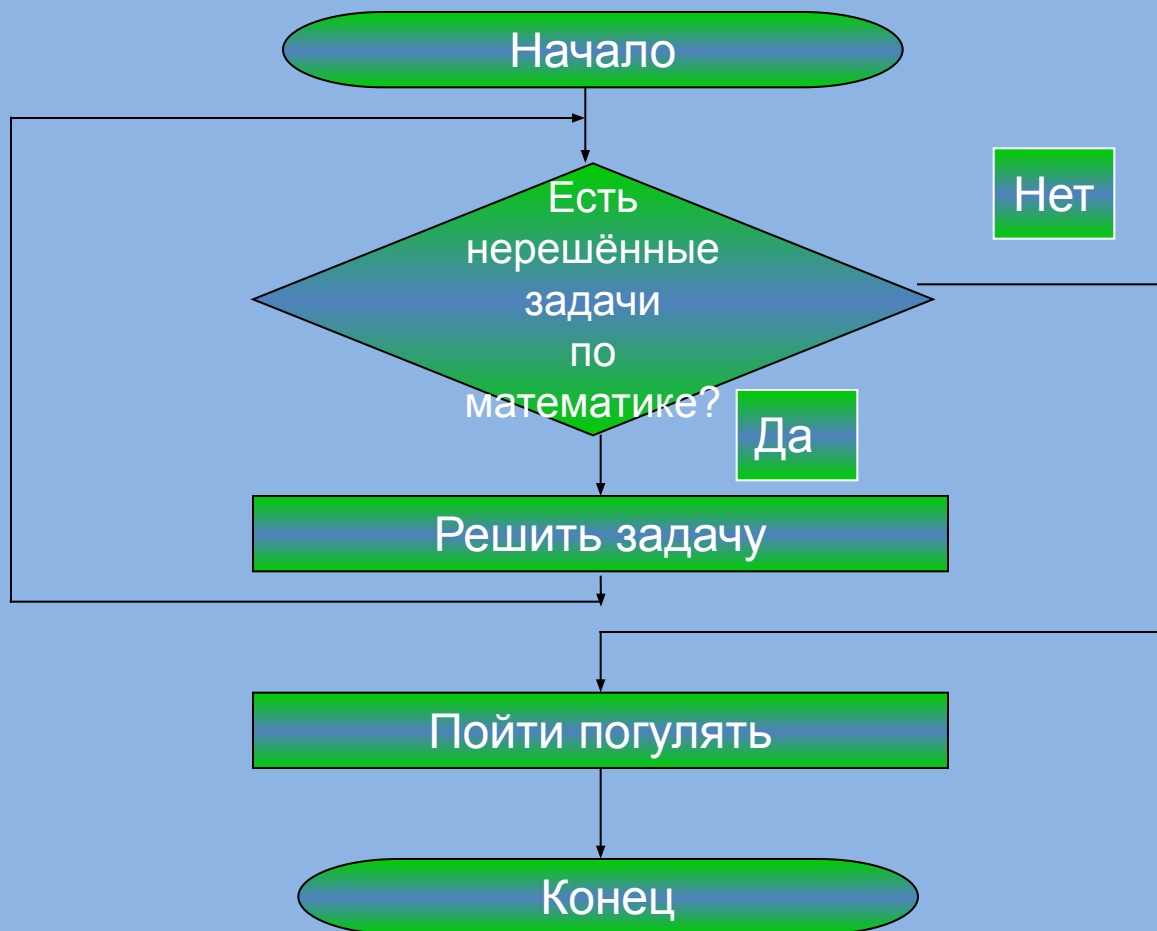 Начало
Нет
Есть
нерешённые
задачи
по
математике?
Да
Решить задачу
Пойти погулять
Конец